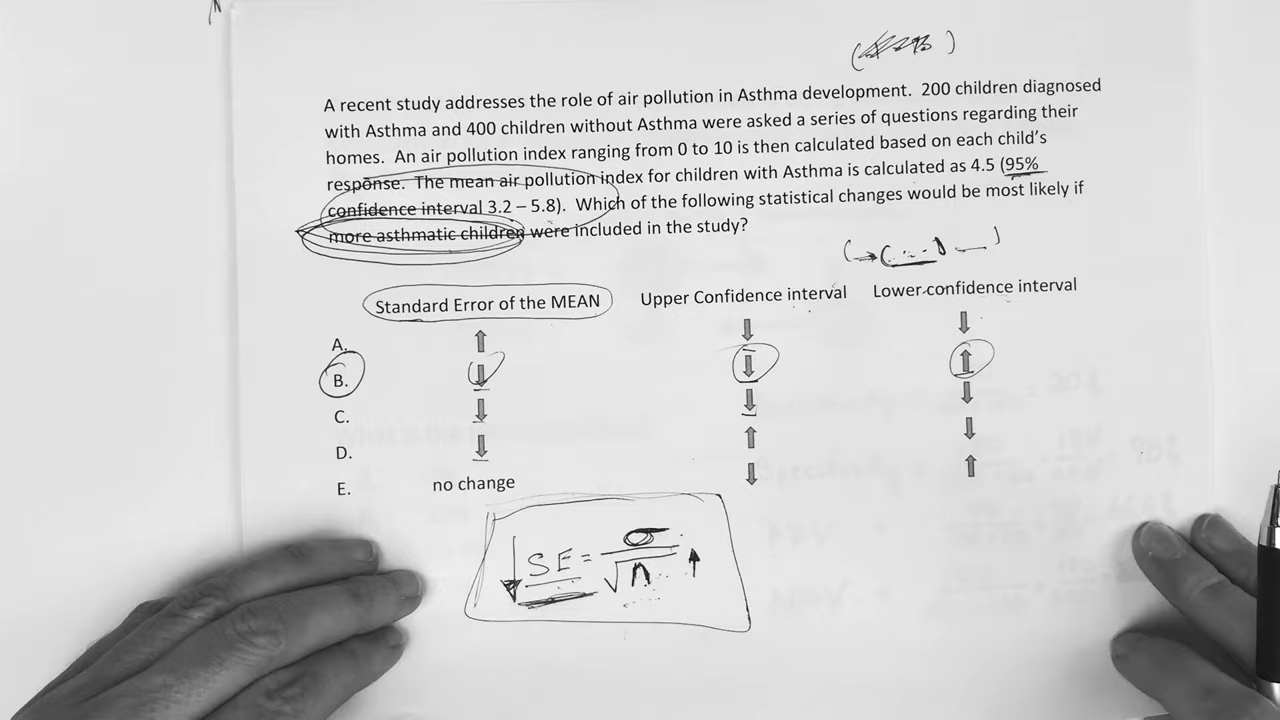 A recent study addresses the role of air pollution in Asthma development. 200 children diagnosed
with Asthma and 400 children without Asthma were asked a series of questions regarding their
homes. An air pollution index ranging from 0 to 10 is then calculated based on each child's
response. The mean air pollution index for children with Asthma is calculated as 4.5 (95%
confidence interval 3.2 – 5.8). Which of the following statistical changes would be most likely if
more asthmatic children were included in the study?
Standard Error of the MEAN Upper Confidence interval Lower confidence interval
A. ↑ ↓ ↓
B. ↓ ↓ ↑
C. ↓ ↓ ↓
D. ↓ ↑ ↓
E. no change ↓ ↑
↓ SE = σ / √n ↑